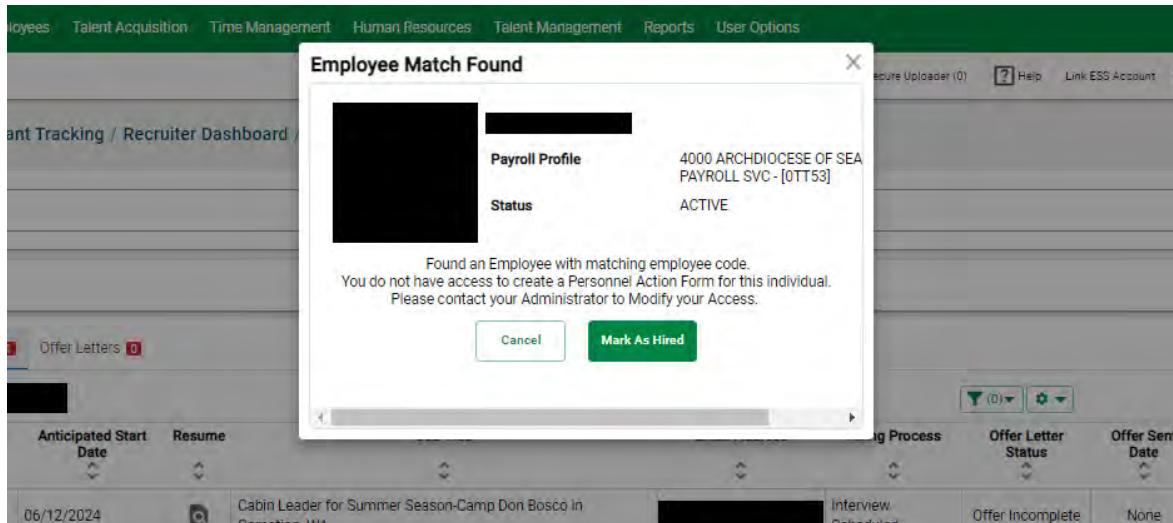 Talent Acquisition Time Management Human Resources Talent Management Reports User Options
Employee Match Found
Uploader (0) ? Help Link ESS Account
Tracking / Recruiter Dashboard /
Payroll Profile 4000 ARCHDIOCESE OF SEA
PAYROLL SVC - [0TT53]
Status ACTIVE
Found an Employee with matching employee code.
You do not have access to create a Personnel Action Form for this individual.
Please contact your Administrator to Modify your Access.
Cancel Mark As Hired
Offer Letters 0
(0)
Anticipated Start Resume Process Offer Letter Offer
Date Status Date
06/12/2024 Cabin Leader for Summer Season-Camp Don Bosco in Interview Offer Incomplete None
WA